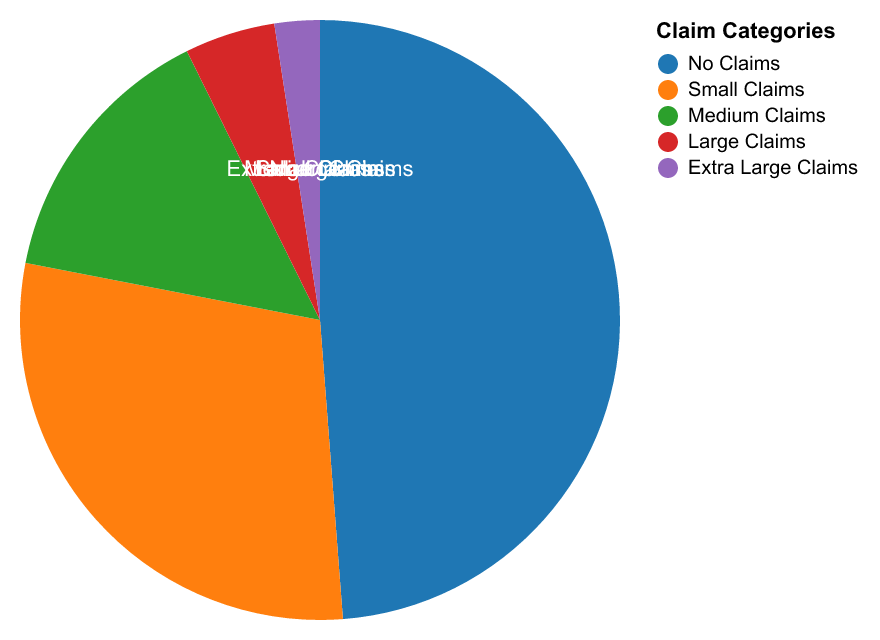 Claim Categories
No Claims
Small Claims
Medium Claims
Large Claims
Extra Large Claims